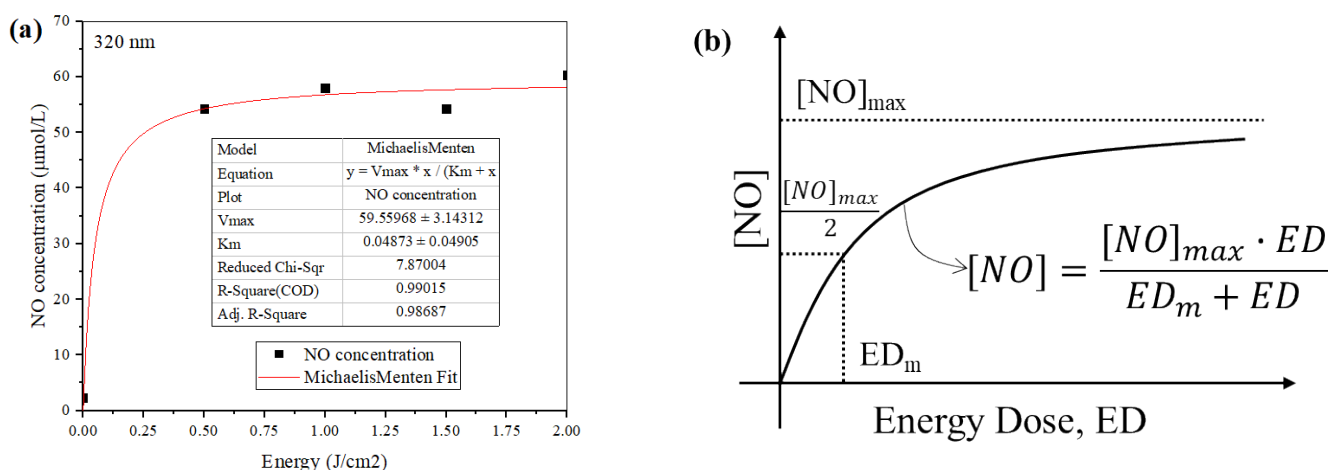 (a)
320 nm
NO concentration (μmol/L)
70
60
50
40
30
20
10
0
Model MichaelisMenten
Equation y = Vmax * x / (Km + x
Plot NO concentration
Vmax 59.55968 ± 3.14312
Km 0.04873 ± 0.04905
Reduced Chi-Sqr 7.87004
R-Square(COD) 0.99015
Adj. R-Square 0.98687
NO concentration
MichaelisMenten Fit
0.00 0.25 0.50 0.75 1.00 1.25 1.50 1.75 2.00
Energy (J/cm2)
(b)
[NO]max
[NO]
[NO]max
2
[NO] = [NO]max · ED / EDm + ED
EDm
Energy Dose, ED